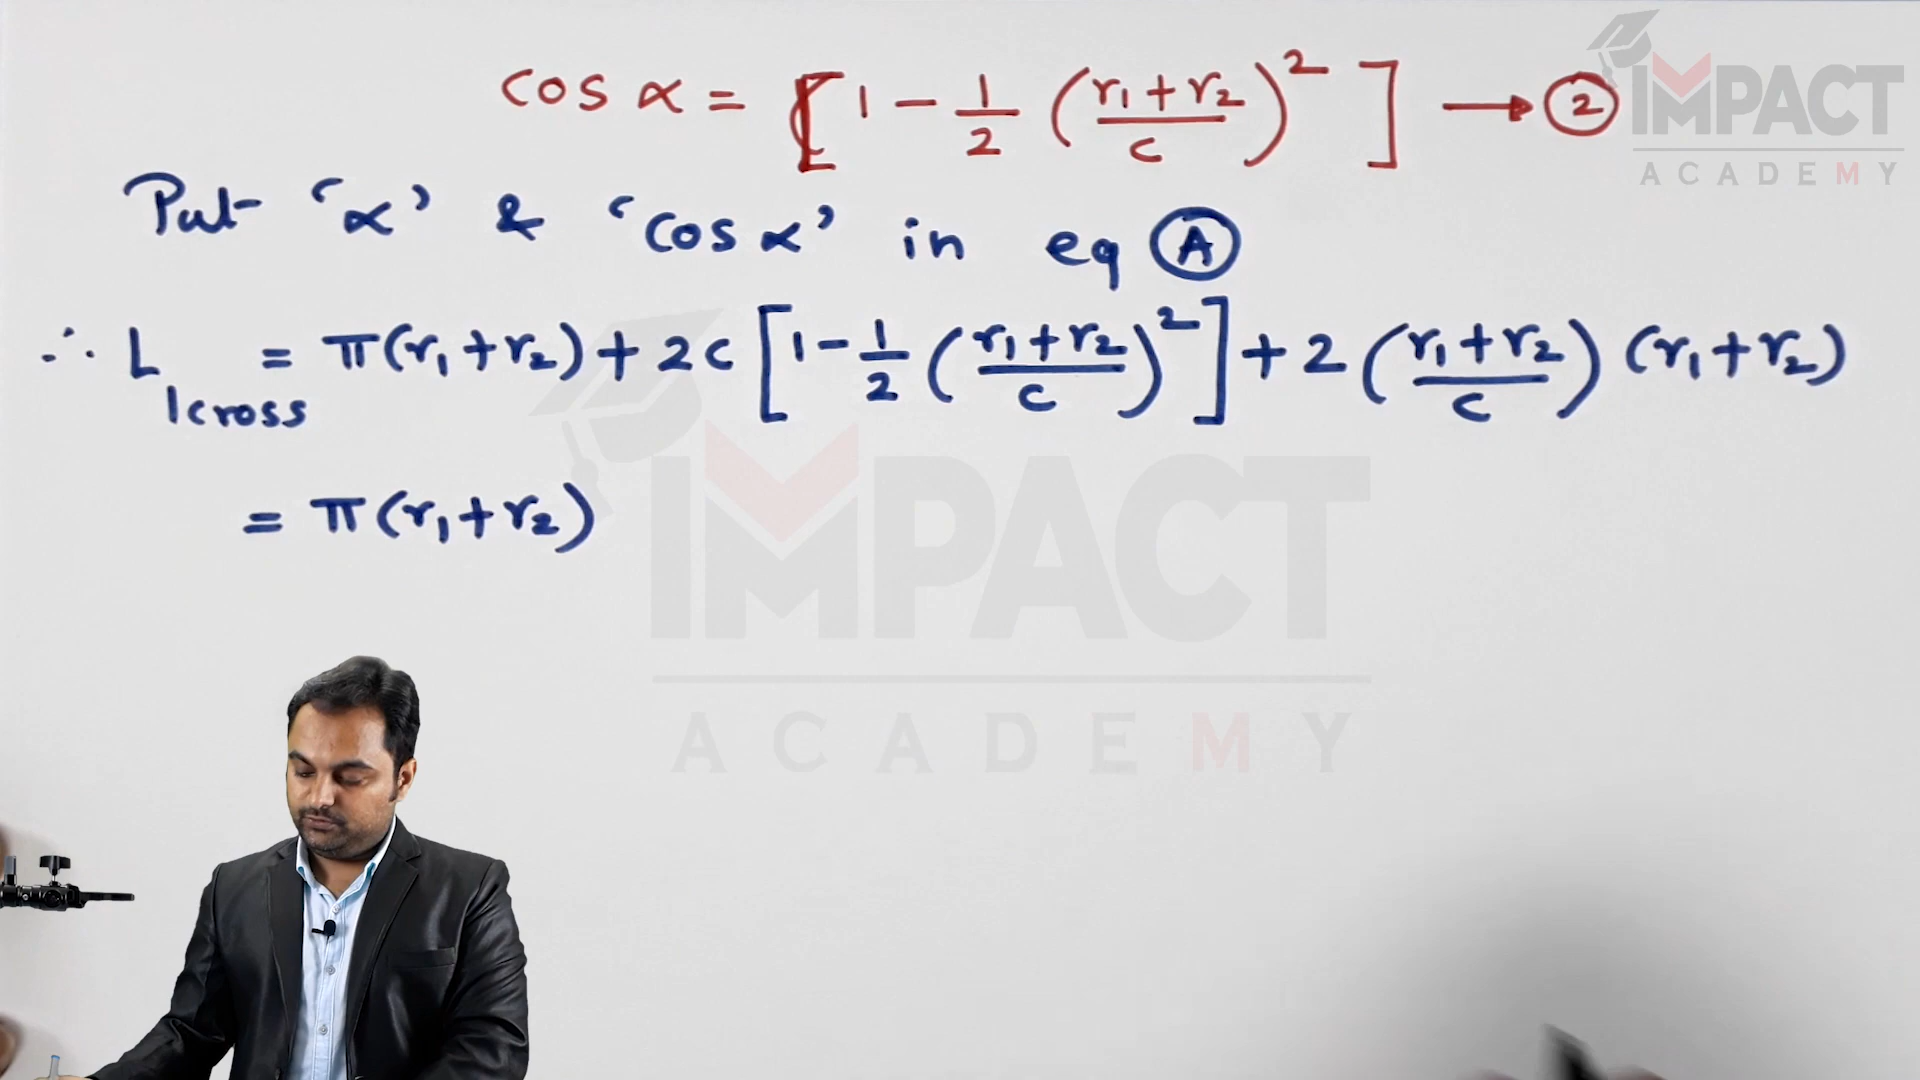 cos α = [1 - 1/2 ((r₁+r₂)/c)²] → ②
IMPACT
ACADEMY
Put 'α' & 'cos α' in eq Ⓐ
∴ L₁cross = π(r₁+r₂) + 2c [1 - 1/2 ((r₁+r₂)/c)²] + 2 ((r₁+r₂)/c) (r₁+r₂)
= π(r₁+r₂)
IMPACT
ACADEMY